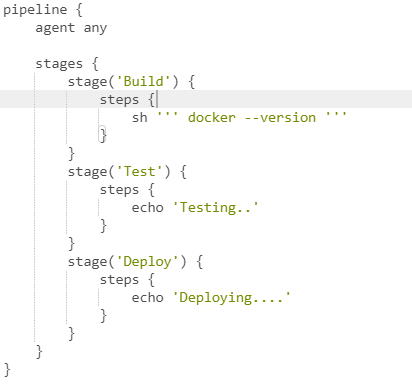 pipeline {
    agent any

    stages {
        stage('Build') {
            steps {
                sh ''' docker --version '''
            }
        }
        stage('Test') {
            steps {
                echo 'Testing..'
            }
        }
        stage('Deploy') {
            steps {
                echo 'Deploying....'
            }
        }
    }
}